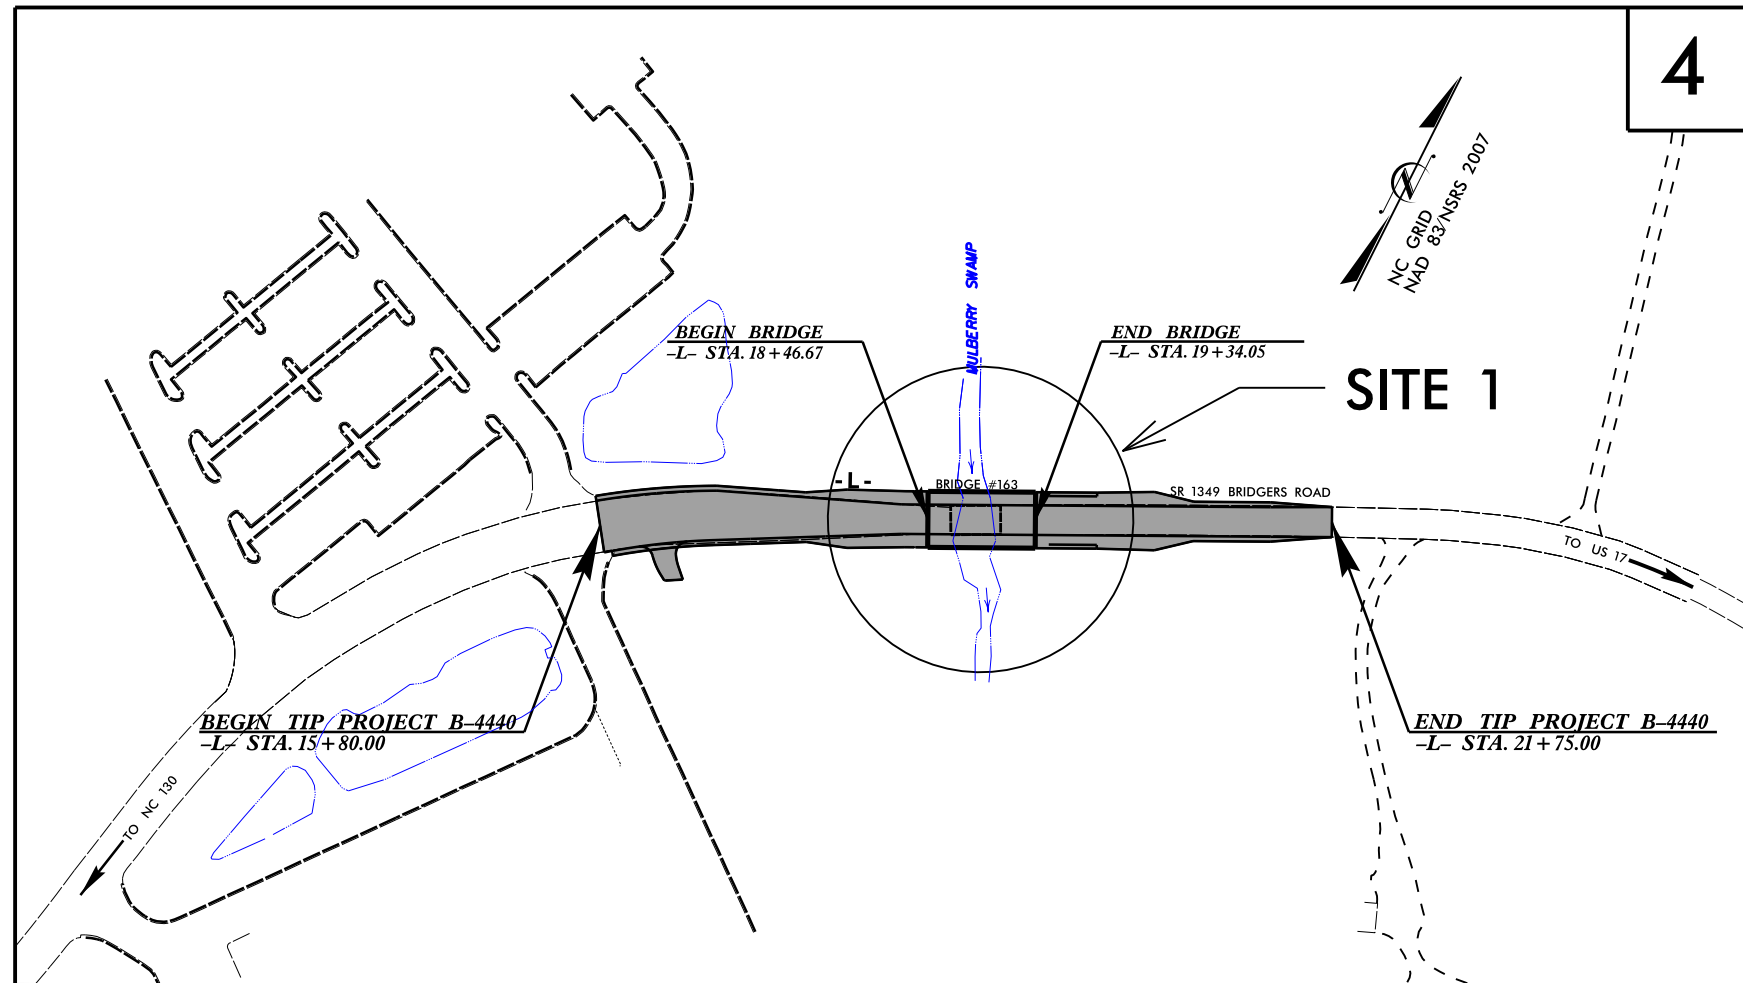 4
NC GRID
NAD 83/NSRS 2007
MULBERRY SWAMP
BEGIN BRIDGE
-L- STA. 18+46.67
END BRIDGE
-L- STA. 19+34.05
SITE 1
-L-
BRIDGE #163
SR 1349 BRIDGERS ROAD
TO US 17
BEGIN TIP PROJECT B-4440
-L- STA. 15+80.00
END TIP PROJECT B-4440
-L- STA. 21+75.00
TO NC 130